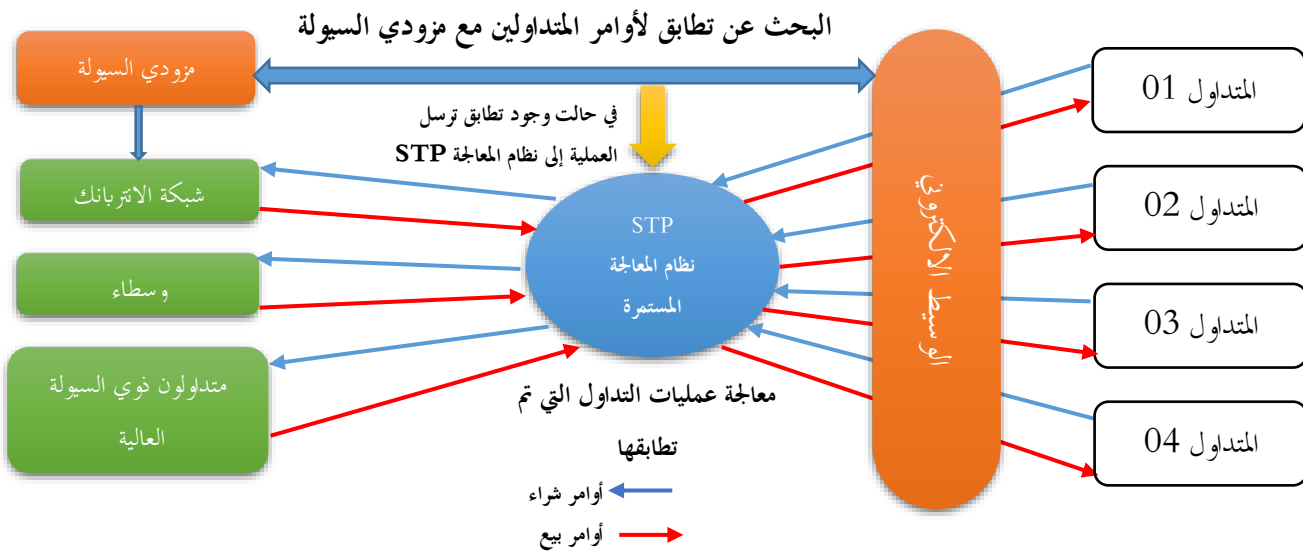 البحث عن تطابق لأوامر المتداولين مع مزودي السيولة
المتداول 01
المتداول 02
المتداول 03
المتداول 04
الوسيط الالكتروني
في حالت وجود تطابق ترسل
العملية إلى نظام المعالجة STP
STP
نظام المعالجة
المستمرة
معالجة عمليات التداول التي تم
تطابقها
أوامر شراء
أوامر بيع
مزودي السيولة
شبكة الانتربانك
وسطاء
متداولون ذوي السيولة
العالية